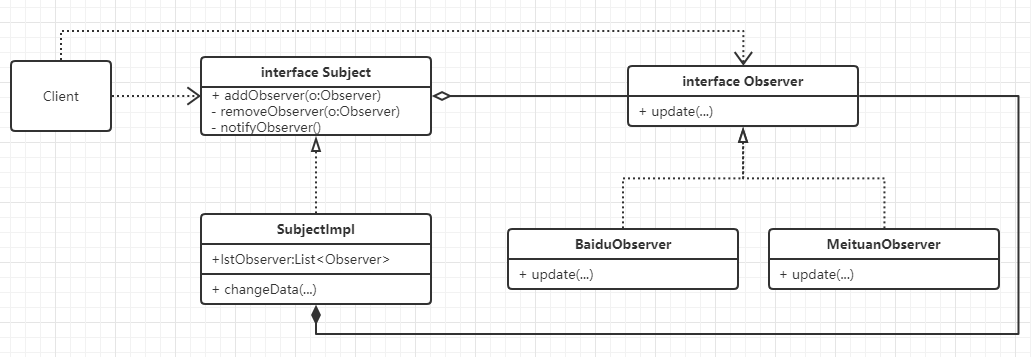 Client
interface Subject
+ addObserver(o:Observer)
- removeObserver(o:Observer)
- notifyObserver()
interface Observer
+ update(...)
SubjectImpl
+lstObserver:List<Observer>
+ changeData(...)
BaiduObserver
+ update(...)
MeituanObserver
+ update(...)